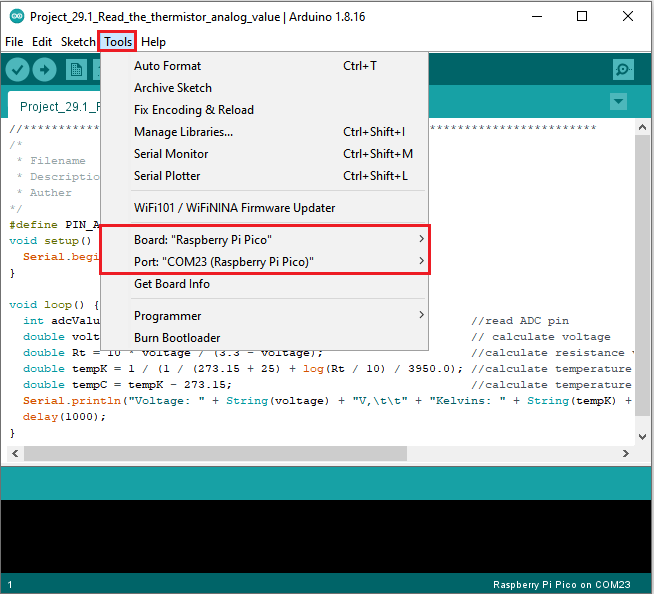 Project_29.1_Read_the_thermistor_analog_value | Arduino 1.8.16
File Edit Sketch Tools Help
Auto Format Ctrl+T
Archive Sketch
Fix Encoding & Reload
Manage Libraries... Ctrl+Shift+I
Serial Monitor Ctrl+Shift+M
Serial Plotter Ctrl+Shift+L
WiFi101 / WiFiNINA Firmware Updater
Board: "Raspberry Pi Pico"
Port: "COM23 (Raspberry Pi Pico)"
Get Board Info
Programmer
Burn Bootloader
Project_29.1_R
//*********** ************************
/*
* Filename
* Descriptio
* Auther
*/
#define PIN_A
void setup()
Serial.begi
}
void loop() {
int adcValu //read ADC pin
double volt // calculate voltage
double Rt = 10 * voltage / (3.3 - voltage); //calculate resistance v
double tempK = 1 / (1 / (273.15 + 25) + log(Rt / 10) / 3950.0); //calculate temperature
double tempC = tempK - 273.15; //calculate temperature
Serial.println("Voltage: " + String(voltage) + "V,\t\t" + "Kelvins: " + String(tempK) +
delay(1000);
}
1 Raspberry Pi Pico on COM23